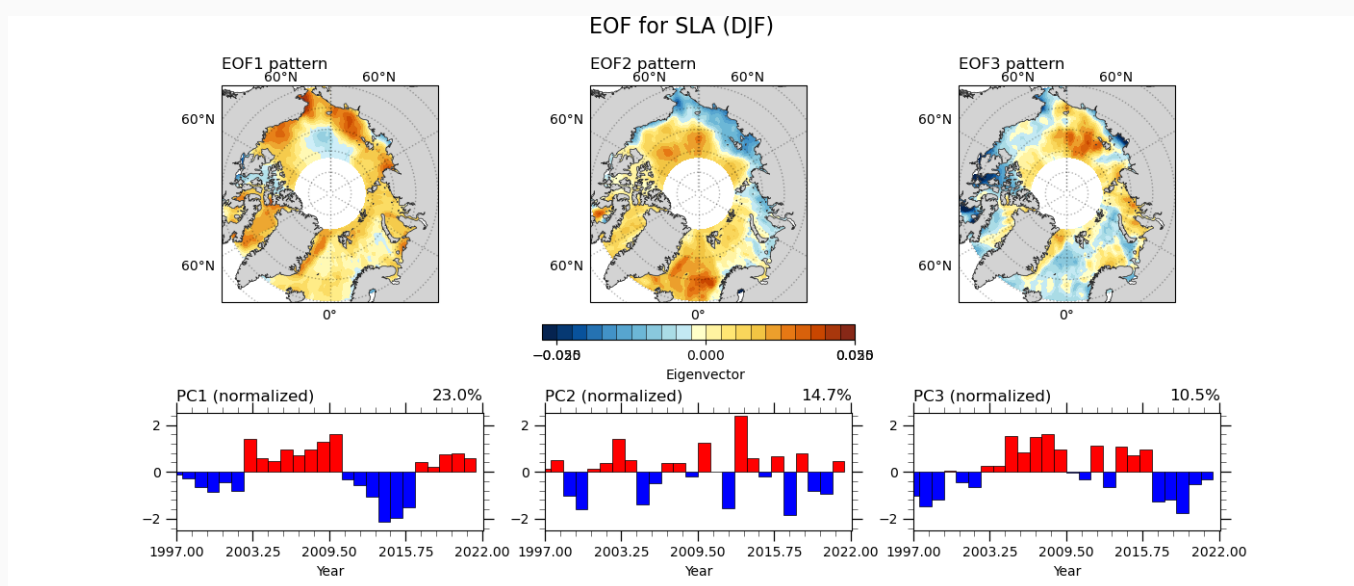 EOF for SLA (DJF)
EOF1 pattern
60°N 60°N
60°N
60°N
0°
EOF2 pattern
60°N 60°N
0°
EOF3 pattern
60°N 60°N
60°N
60°N
0°
0.000
Eigenvector
PC1 (normalized) 23.0%
2
0
−2
1997.00 2003.25 2009.50 2015.75 2022.00
Year
PC2 (normalized) 14.7%
2
0
−2
1997.00 2003.25 2009.50 2015.75 2022.00
Year
PC3 (normalized) 10.5%
2
0
−2
1997.00 2003.25 2009.50 2015.75 2022.00
Year